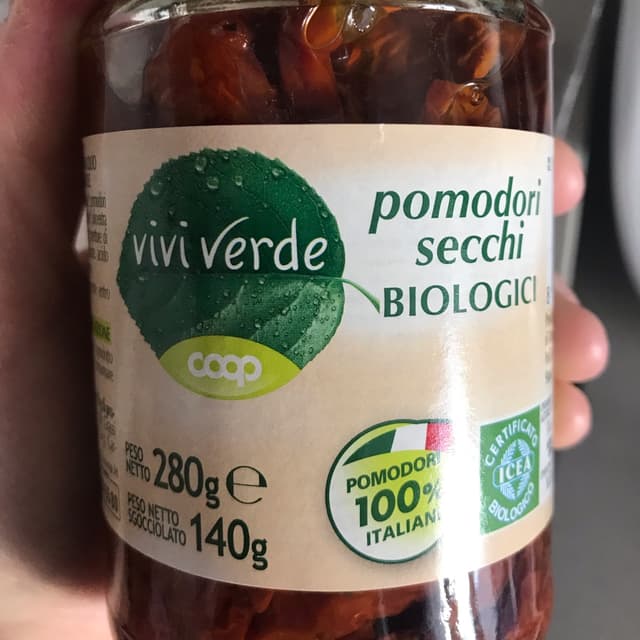 vivi verde
coop
pomodori
secchi
BIOLOGICI
PESO
NETTO 280g e
PESO NETTO
SGOCCIOLATO 140g
POMODORI
100%
ITALIANI
CERTIFICATO
ICEA
BIOLOGICO